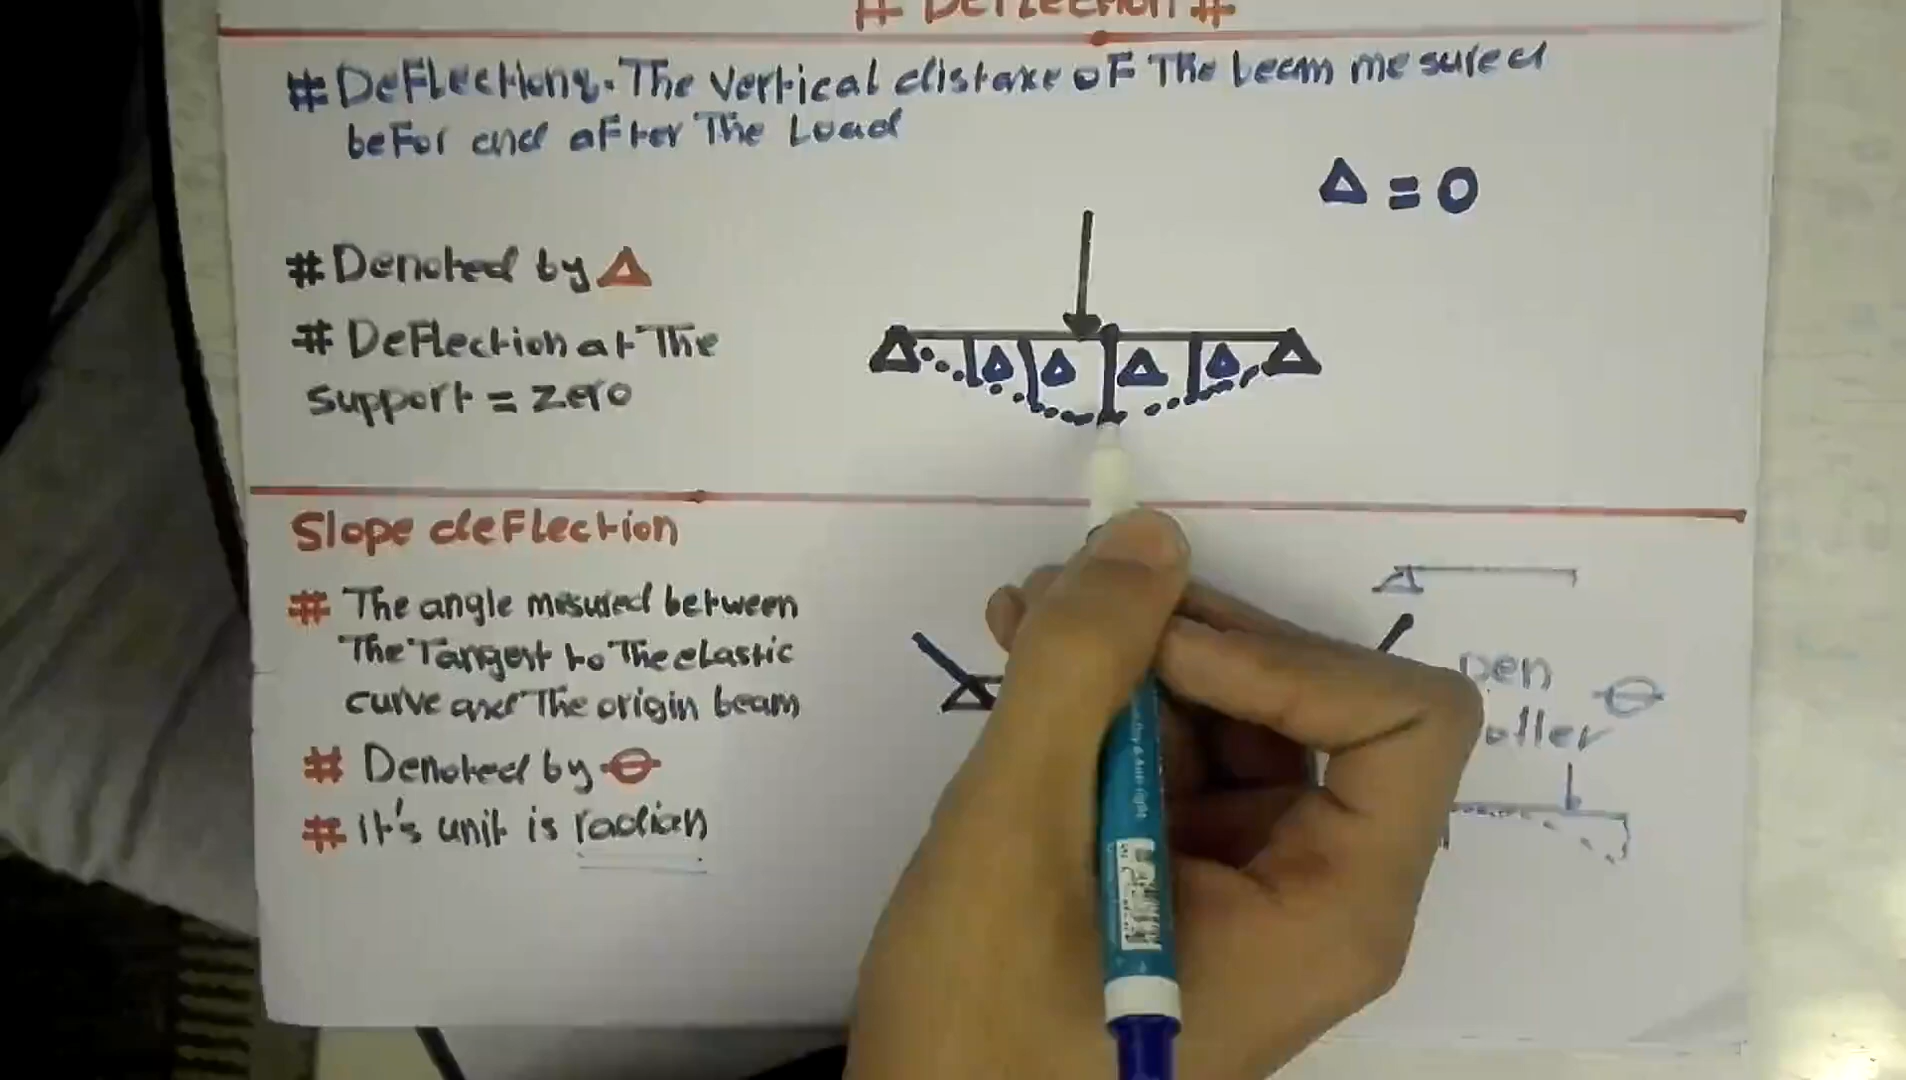 # Deflection #
# Deflection:- The vertical distaxe of The beam mesured
befor and after The Load
Δ = 0
# Denoted by Δ
# Deflection at The
support = zero
Δ Δ Δ Δ
Slope deflection
# The angle mesured between
The Tangest to The elastic
curve and The origin beam
# Denoted by Θ
# it's unit is radian
Θ